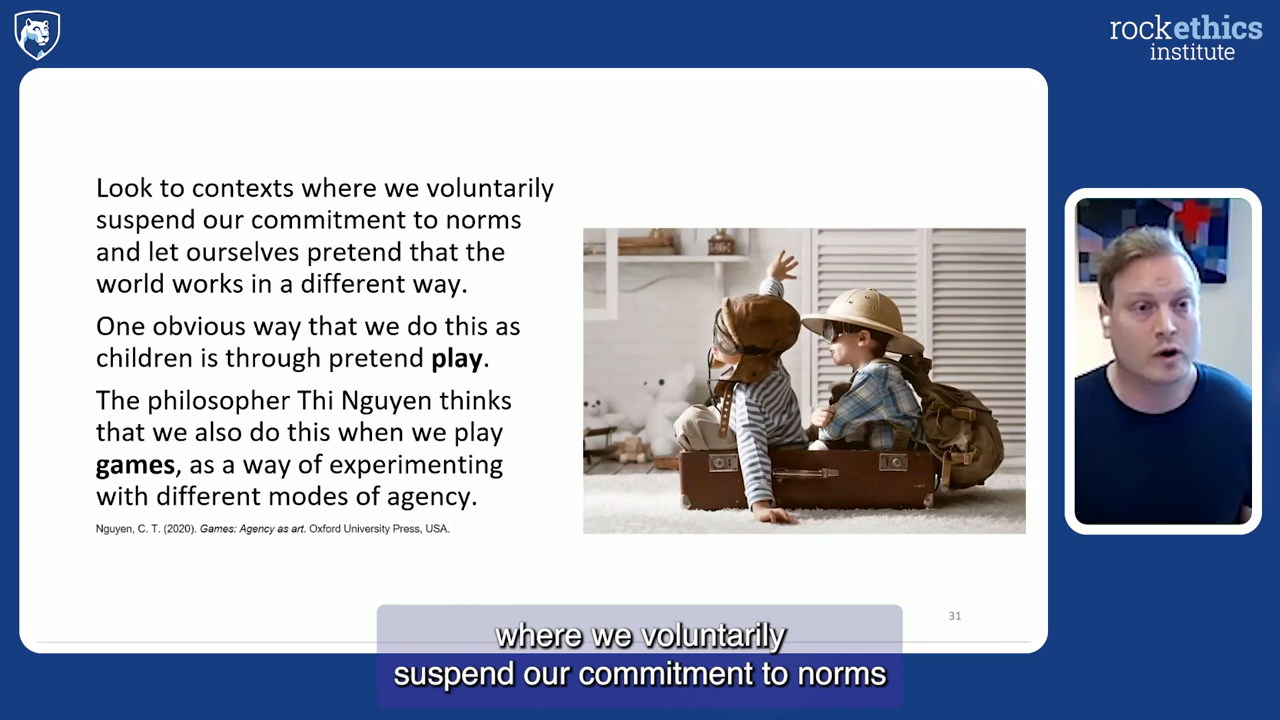 rockethics
institute
Look to contexts where we voluntarily
suspend our commitment to norms
and let ourselves pretend that the
world works in a different way.
One obvious way that we do this as
children is through pretend play.
The philosopher Thi Nguyen thinks
that we also do this when we play
games, as a way of experimenting
with different modes of agency.
Nguyen, C. T. (2020). Games: Agency as art. Oxford University Press, USA.
31
where we voluntarily
suspend our commitment to norms